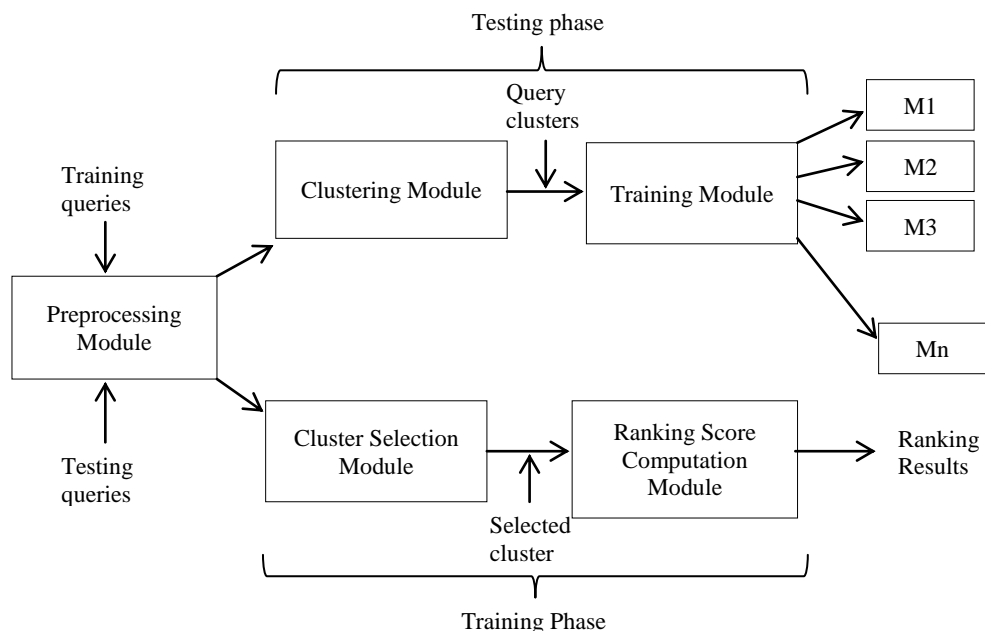 Testing phase
Query
clusters
M1
M2
M3
Mn
Clustering Module
Training Module
Training
queries
Preprocessing
Module
Testing
queries
Cluster Selection
Module
Ranking Score
Computation
Module
Ranking
Results
Selected
cluster
Training Phase